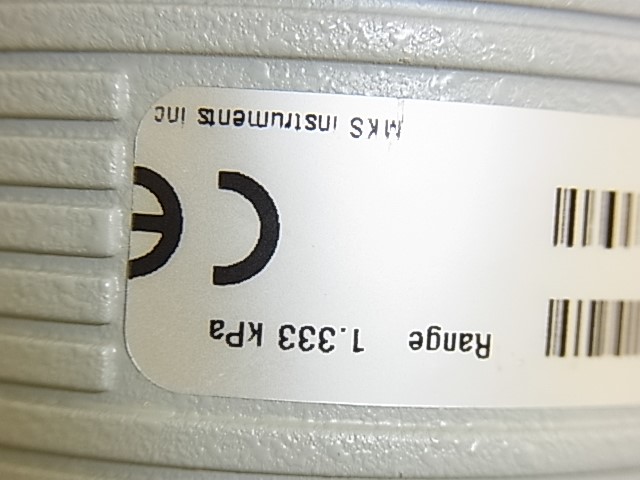 Range 1.333 kPa
CE
MKS instruments inc